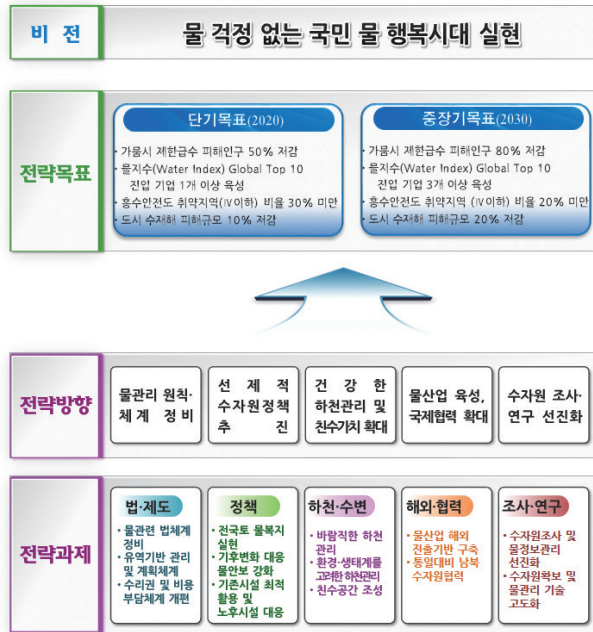 비 전
물 걱정 없는 국민 물 행복시대 실현
전략목표
단기목표(2020)
· 가뭄시 제한급수 피해인구 50% 저감
· 물지수(Water Index) Global Top 10
전입 기업 1개 이상 육성
· 홍수안전도 취약지역(Ⅳ이하) 비율 30% 미만
· 도시 수재해 피해규모 10% 저감
중장기목표(2030)
· 가뭄시 제한급수 피해인구 80% 저감
· 물지수(Water Index) Global Top 10
전입 기업 3개 이상 육성
· 홍수안전도 취약지역 (Ⅳ이하) 비율 20% 미만
· 도시 수재해 피해규모 20% 저감
전략방향
물관리 원칙·
체계 정비
선 제 적
수자원정책
추 진
건 강 한
하천관리 및
친수가치 확대
물산업 육성,
국제협력 확대
수자원 조사·
연구 선진화
전략과제
법·제도
· 물관련 법체계
정비
· 유역기반 관리
및 계획체계
· 수리권 및 비용
부담체계 개편
정책
· 전국토 물복지
실현
· 기후변화 대응
물안보 강화
· 기존시설 최적
활용 및
노후시설 대응
하천·수변
· 바람직한 하천
관리
· 환경·생태계를
고려한 하천관리
· 친수공간 조성
해외·협력
· 물산업 해외
진출기반 구축
· 통일대비 남북
수자원협력
조사·연구
· 수자원조사 및
물정보관리
선진화
· 수자원확보 및
물관리 기술
고도화